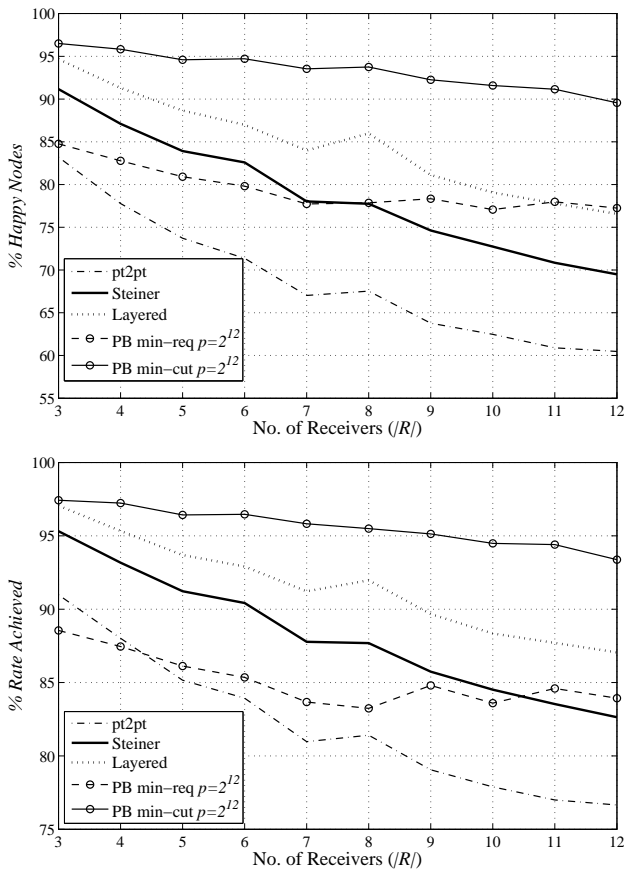 100
95
90
85
80
75
70
65
60
55
% Happy Nodes
pt2pt
Steiner
Layered
PB min−req p=2^12
PB min−cut p=2^12
3 4 5 6 7 8 9 10 11 12
No. of Receivers (|R|)
100
95
90
85
80
75
% Rate Achieved
pt2pt
Steiner
Layered
PB min−req p=2^12
PB min−cut p=2^12
3 4 5 6 7 8 9 10 11 12
No. of Receivers (|R|)